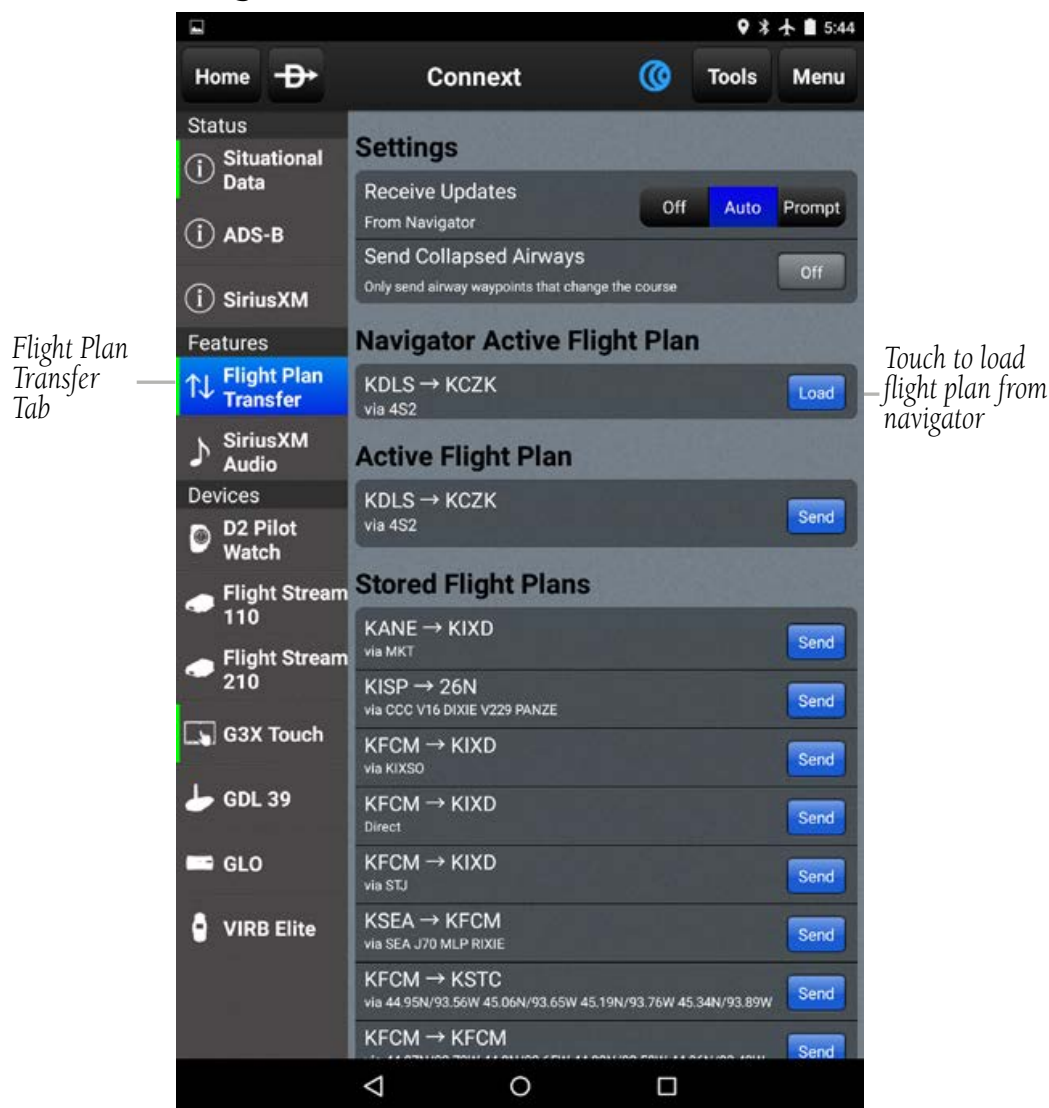 5:44
Home
Connext
Tools
Menu
Status
Situational
Data
ADS-B
SiriusXM
Features
Flight Plan
Transfer
SiriusXM
Audio
Devices
D2 Pilot
Watch
Flight Stream
110
Flight Stream
210
G3X Touch
GDL 39
GLO
VIRB Elite
Settings
Receive Updates
From Navigator
Off
Auto
Prompt
Send Collapsed Airways
Only send airway waypoints that change the course
Off
Navigator Active Flight Plan
KDLS → KCZK
via 4S2
Load
Active Flight Plan
KDLS → KCZK
via 4S2
Send
Stored Flight Plans
KANE → KIXD
via MKT
Send
KISP → 26N
via CCC V16 DIXIE V229 PANZE
Send
KFCM → KIXD
via KIXSO
Send
KFCM → KIXD
Direct
Send
KFCM → KIXD
via STJ
Send
KSEA → KFCM
via SEA J70 MLP RIXIE
Send
KFCM → KSTC
via 44.95N/93.56W 45.06N/93.65W 45.19N/93.76W 45.34N/93.89W
Send
KFCM → KFCM
Send
Flight Plan
Transfer
Tab
Touch to load
flight plan from
navigator